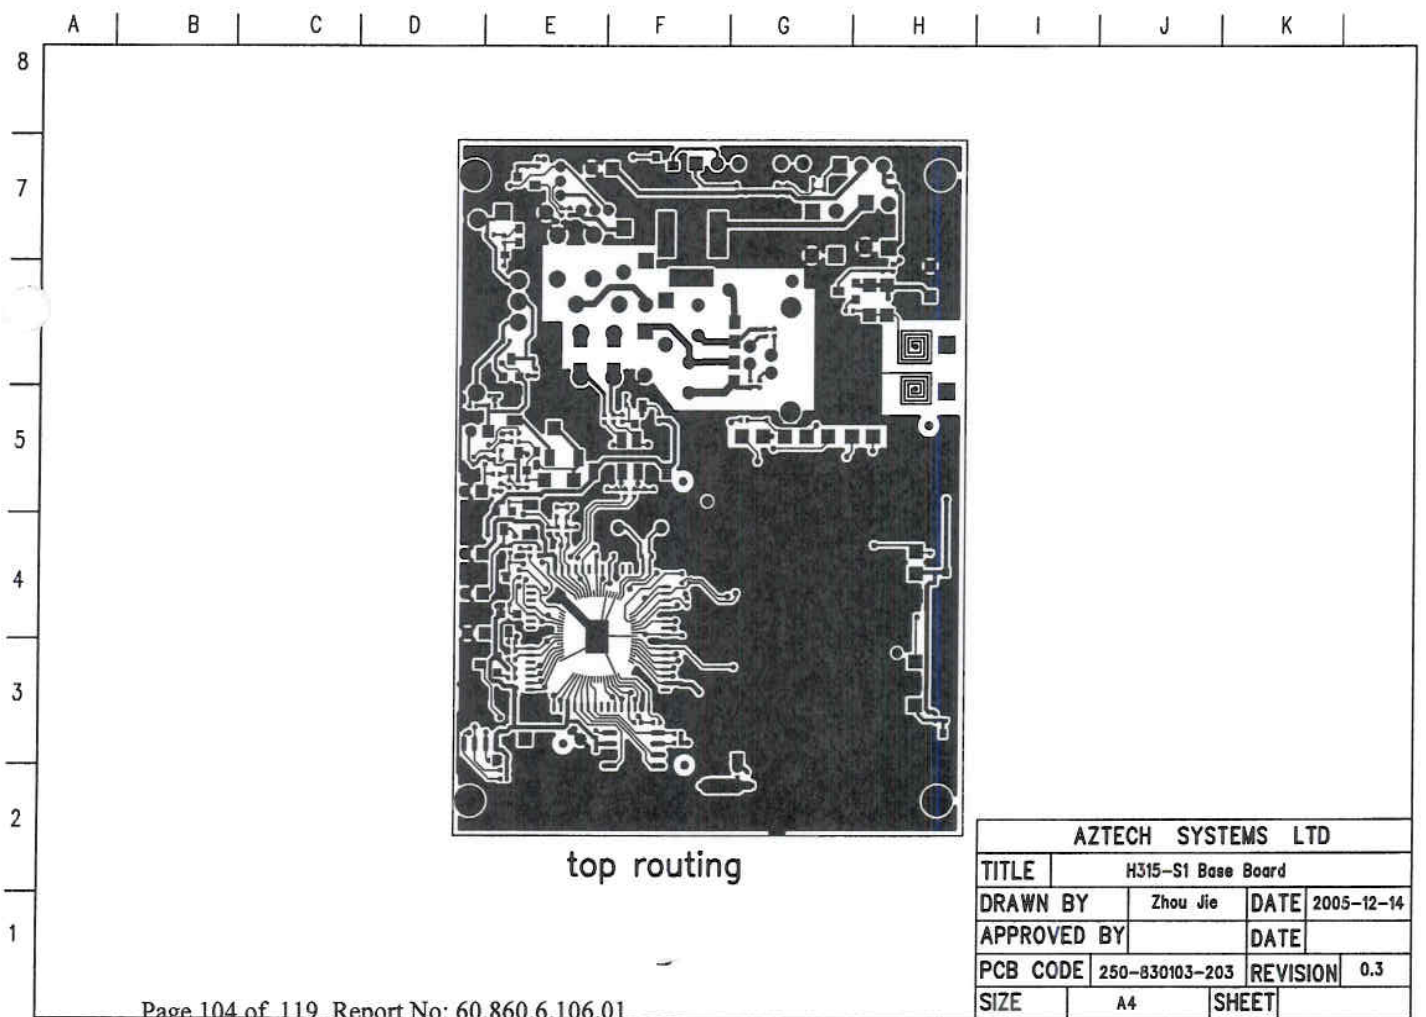 A B C D E F G H I J K
8
7
5
4
3
2
1
top routing
AZTECH SYSTEMS LTD
TITLE H315-S1 Base Board
DRAWN BY Zhou Jie DATE 2005-12-14
APPROVED BY DATE
PCB CODE 250-830103-203 REVISION 0.3
SIZE A4 SHEET
Page 104 of 119 Report No: 60.860.6.106.01